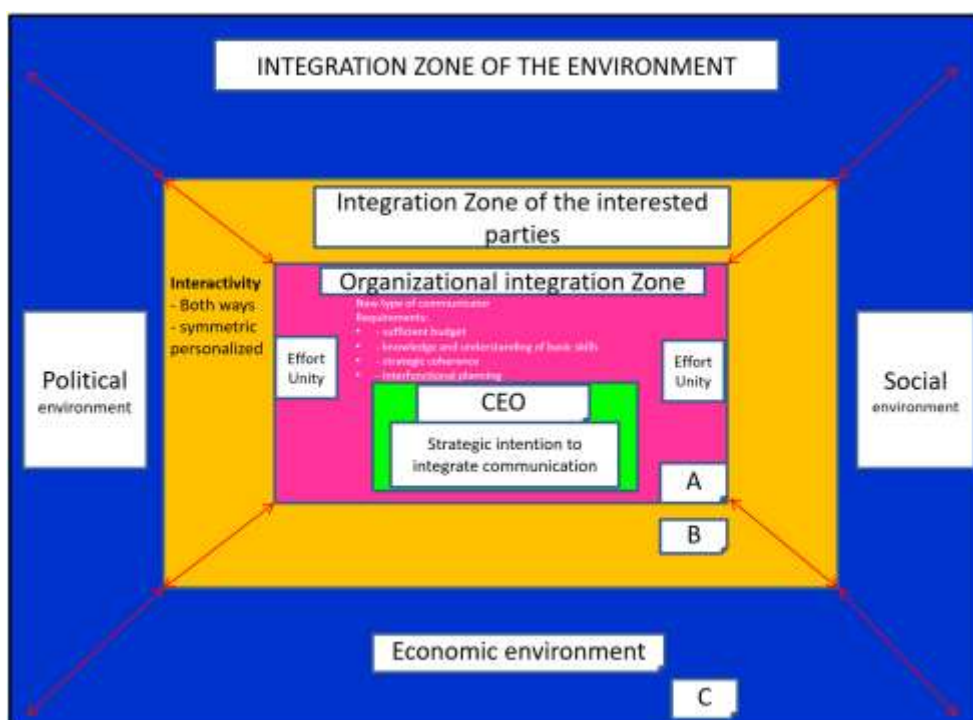 INTEGRATION ZONE OF THE ENVIRONMENT
Integration Zone of the interested
parties
Organizational integration Zone
New type of communicator
Requirements
• - sufficient budget
• - knowledge and understanding of basic skills
• - strategic coherence
• - Interfunctional planning
Interactivity
- Both ways
- symmetric
personalized
Effort
Unity
Effort
Unity
Political
environment
Social
environment
CEO
Strategic intention to
integrate communication
A
B
Economic environment
C